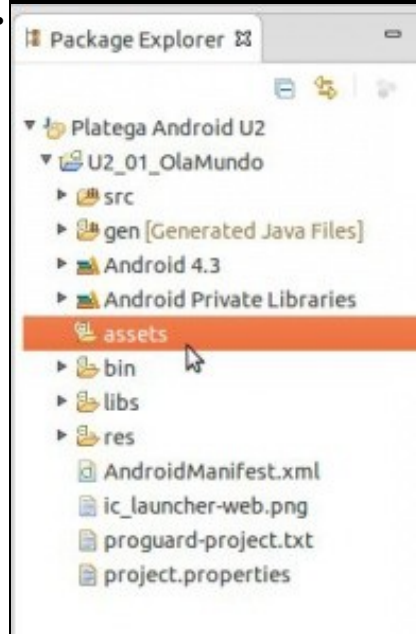 Package Explorer
Platega Android U2
U2_01_OlaMundo
src
gen [Generated Java Files]
Android 4.3
Android Private Libraries
assets
bin
libs
res
AndroidManifest.xml
ic_launcher-web.png
proguard-project.txt
project.properties